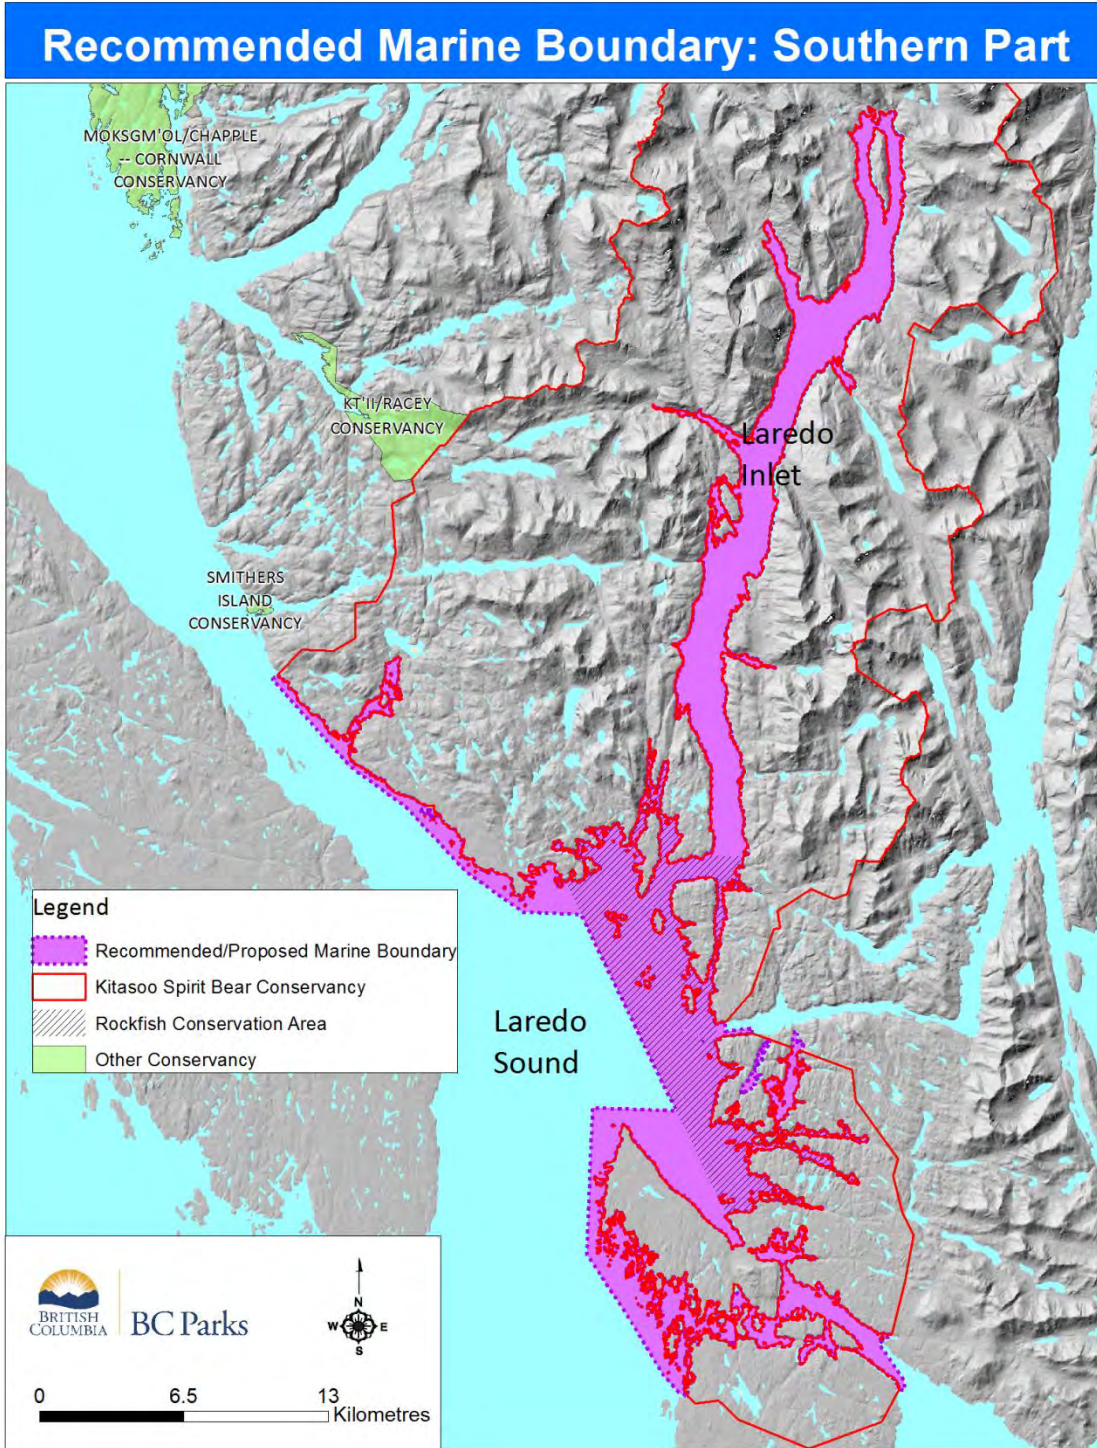 Recommended Marine Boundary: Southern Part
MOKSGM'OL/CHAPPLE
-- CORNWALL
CONSERVANCY
KT'II/RACEY
CONSERVANCY
Laredo
Inlet
SMITHERS
ISLAND
CONSERVANCY
Legend
Recommended/Proposed Marine Boundary
Kitasoo Spirit Bear Conservancy
Rockfish Conservation Area
Other Conservancy
Laredo
Sound
BRITISH
COLUMBIA
BC Parks
N
W E
S
0 6.5 13
Kilometres